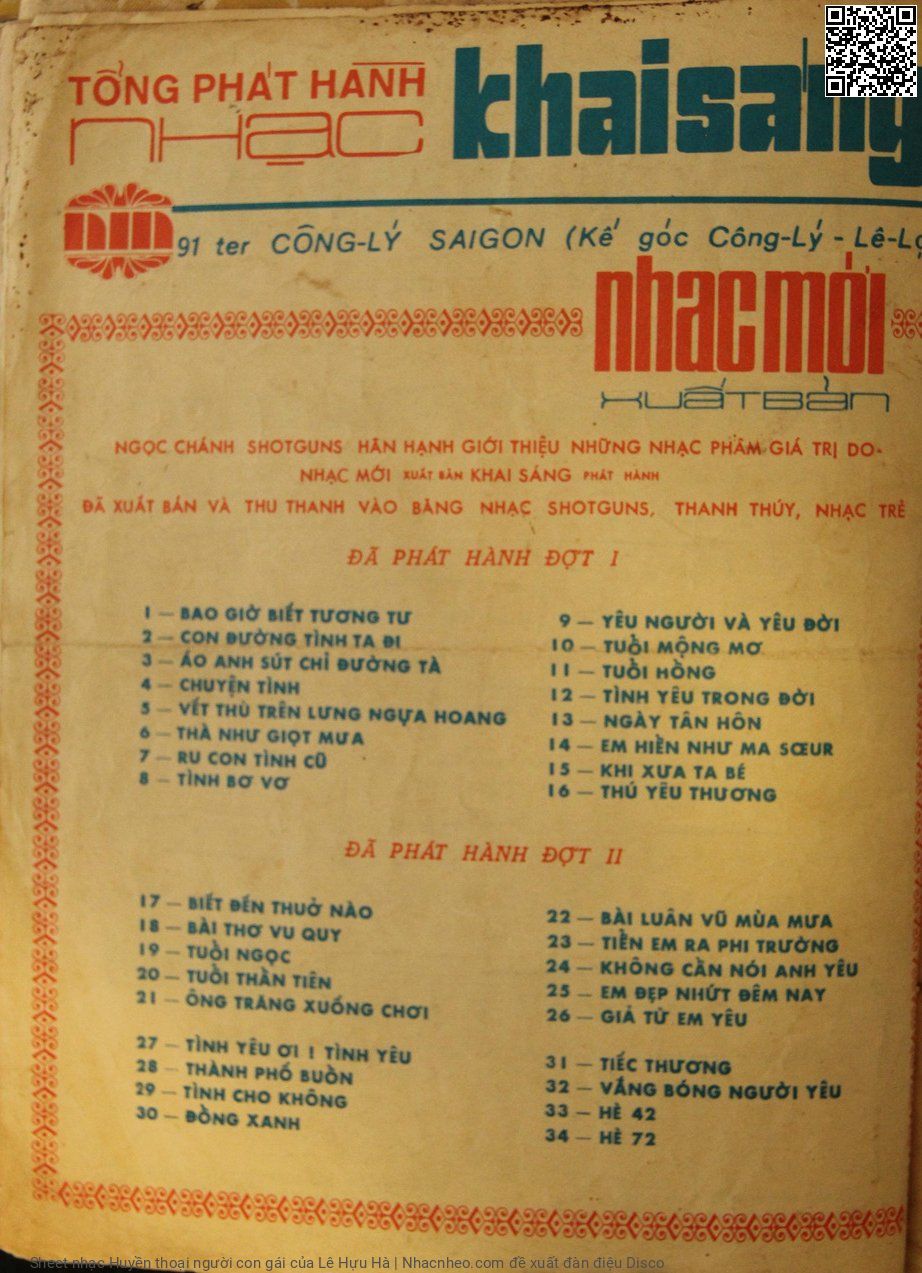 TỔNG PHÁT HÀNH
nhạc khai sáng
nm
91 ter CÔNG-LÝ SAIGON (Kế góc Công-Lý - Lê-Lợ
nhạc mới
XUẤT BẢN
NGỌC CHÁNH SHOTGUNS HÂN HẠNH GIỚI THIỆU NHỮNG NHẠC PHẨM GIÁ TRỊ DO-
NHẠC MỚI XUẤT BẢN KHAI SÁNG PHÁT HÀNH
ĐÃ XUẤT BẢN VÀ THU THANH VÀO BĂNG NHẠC SHOTGUNS, THANH THÚY, NHẠC TRẺ
ĐÃ PHÁT HÀNH ĐỢT I
1 — BAO GIỜ BIẾT TƯƠNG TƯ
2 — CON ĐƯỜNG TÌNH TA ĐI
3 — ÁO ANH SÚT CHỈ ĐƯỜNG TÀ
4 — CHUYỆN TÌNH
5 — VẾT THÙ TRÊN LƯNG NGỰA HOANG
6 — THÀ NHƯ GIỌT MƯA
7 — RU CON TÌNH CŨ
8 — TÌNH BƠ VƠ
9 — YÊU NGƯỜI VÀ YÊU ĐỜI
10 — TUỔI MỘNG MƠ
11 — TUỔI HỒNG
12 — TÌNH YÊU TRONG ĐỜI
13 — NGÀY TÂN HÔN
14 — EM HIỀN NHƯ MA SŒUR
15 — KHI XƯA TA BÉ
16 — THÚ YÊU THƯƠNG
ĐÃ PHÁT HÀNH ĐỢT II
17 — BIẾT ĐẾN THUỞ NÀO
18 — BÀI THƠ VU QUY
19 — TUỔI NGỌC
20 — TUỔI THẦN TIÊN
21 — ÔNG TRĂNG XUỐNG CHƠI
22 — BÀI LUÂN VŨ MÙA MƯA
23 — TIỄN EM RA PHI TRƯỜNG
24 — KHÔNG CẦN NÓI ANH YÊU
25 — EM ĐẸP NHỨT ĐÊM NAY
26 — GIÃ TỪ EM YÊU
27 — TÌNH YÊU ƠI ! TÌNH YÊU
28 — THÀNH PHỐ BUỒN
29 — TÌNH CHO KHÔNG
30 — ĐỒNG XANH
31 — TIẾC THƯƠNG
32 — VẮNG BÓNG NGƯỜI YÊU
33 — HÈ 42
34 — HÈ 72
Sheet nhạc Huyền thoại người con gái của Lê Hựu Hà | Nhacnheo.com đề xuất đàn điệu Disco